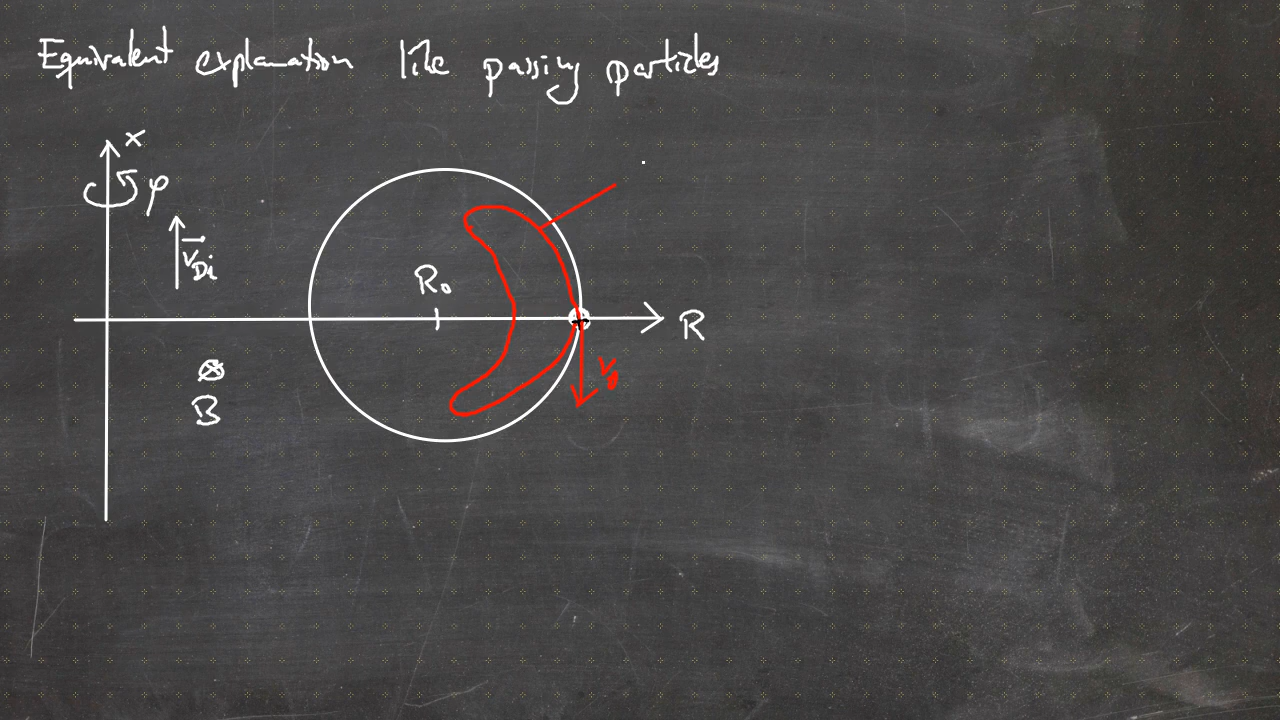 Equivalent explanation like passing particles
x
φ
v⃗Di
R₀
R
B